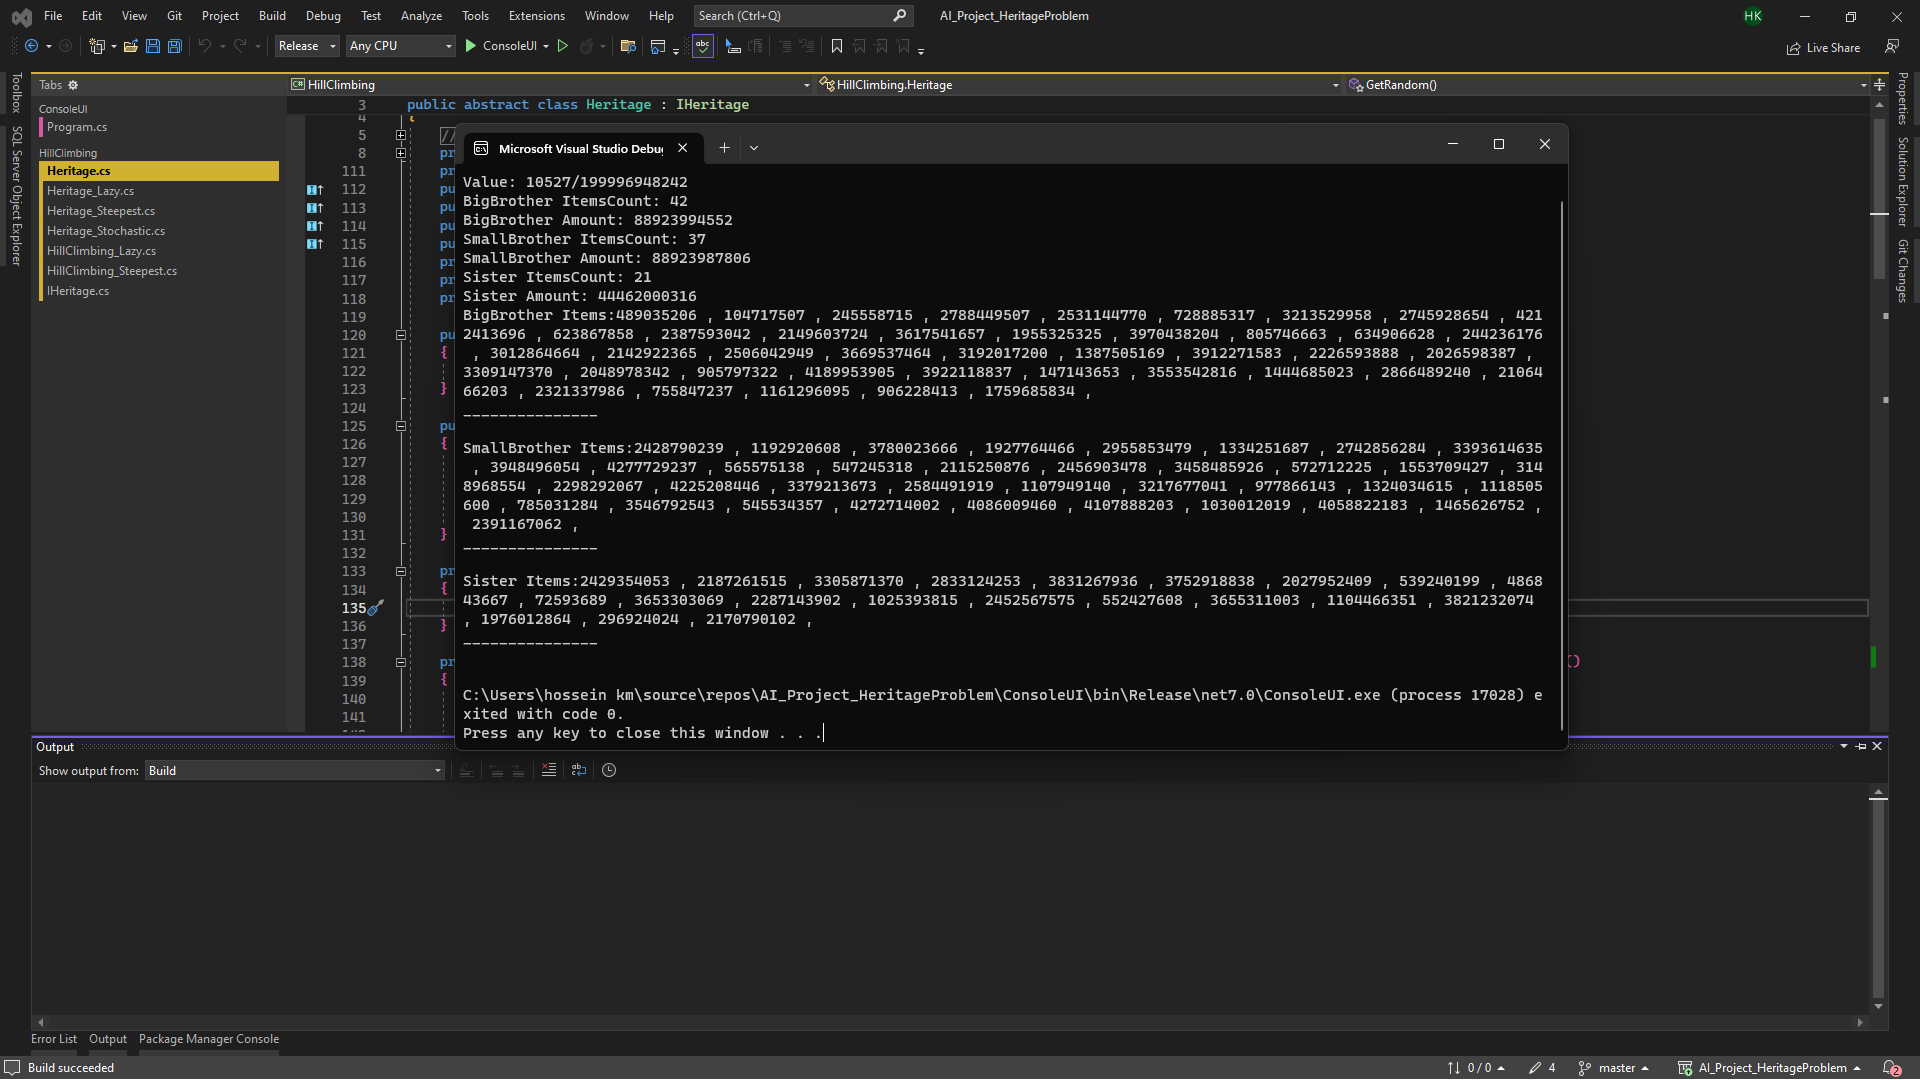 File Edit View Git Project Build Debug Test Analyze Tools Extensions Window Help Search (Ctrl+Q) AI_Project_HeritageProblem HK
Release Any CPU ConsoleUI Live Share
Toolbox
SQL Server Object Explorer
Tabs
ConsoleUI
Program.cs
HillClimbing
Heritage.cs
Heritage_Lazy.cs
Heritage_Steepest.cs
Heritage_Stochastic.cs
HillClimbing_Lazy.cs
HillClimbing_Steepest.cs
IHeritage.cs
HillClimbing HillClimbing.Heritage GetRandom()
3 public abstract class Heritage : IHeritage
4 {
5 //
8 pr
111 pr
112 pu
113 pu
114 pu
115 pu
116 pr
117 pr
118 pr
119
120 pu
121 {
122
123 }
124
125 pu
126 {
127
128
129
130
131 }
132
133 pr
134 {
135
136 }
137
138 pr ()
139 {
140
141
Microsoft Visual Studio Debug
Value: 10527/199996948242
BigBrother ItemsCount: 42
BigBrother Amount: 88923994552
SmallBrother ItemsCount: 37
SmallBrother Amount: 88923987806
Sister ItemsCount: 21
Sister Amount: 44462000316
BigBrother Items:489035206 , 104717507 , 245558715 , 2788449507 , 2531144770 , 728885317 , 3213529958 , 2745928654 , 421
2413696 , 623867858 , 2387593042 , 2149603724 , 3617541657 , 1955325325 , 3970438204 , 805746663 , 634906628 , 244236176
, 3012864664 , 2142922365 , 2506042949 , 3669537464 , 3192017200 , 1387505169 , 3912271583 , 2226593888 , 2026598387 ,
3309147370 , 2048978342 , 905797322 , 4189953905 , 3922118837 , 147143653 , 3553542816 , 1444685023 , 2866489240 , 21064
66203 , 2321337986 , 755847237 , 1161296095 , 906228413 , 1759685834 ,
---------------
SmallBrother Items:2428790239 , 1192920608 , 3780023666 , 1927764466 , 2955853479 , 1334251687 , 2742856284 , 3393614635
, 3948496054 , 4277729237 , 565575138 , 547245318 , 2115250876 , 2456903478 , 3458485926 , 572712225 , 1553709427 , 314
8968554 , 2298292067 , 4225208446 , 3379213673 , 2584491919 , 1107949140 , 3217677041 , 977866143 , 1324034615 , 1118505
600 , 785031284 , 3546792543 , 545534357 , 4272714002 , 4086009460 , 4107888203 , 1030012019 , 4058822183 , 1465626752 ,
2391167062 ,
---------------
Sister Items:2429354053 , 2187261515 , 3305871370 , 2833124253 , 3831267936 , 3752918838 , 2027952409 , 539240199 , 4868
43667 , 72593689 , 3653303069 , 2287143902 , 1025393815 , 2452567575 , 552427608 , 3655311003 , 1104466351 , 3821232074
, 1976012864 , 296924024 , 2170790102 ,
---------------
C:\Users\hossein km\source\repos\AI_Project_HeritageProblem\ConsoleUI\bin\Release\net7.0\ConsoleUI.exe (process 17028) e
xited with code 0.
Press any key to close this window . . .
Properties
Solution Explorer
Git Changes
Output
Show output from: Build
Error List Output Package Manager Console
Build succeeded 0 / 0 4 master AI_Project_HeritageProblem 2